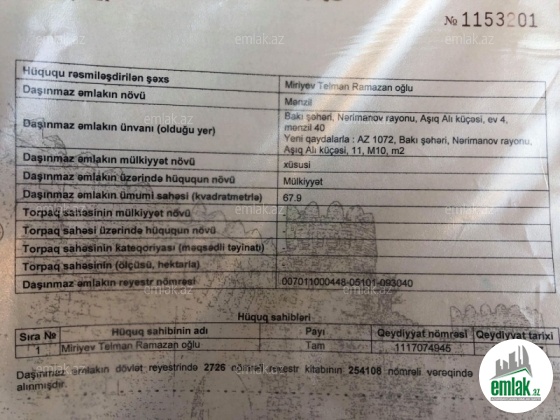 № 1153201
Hüququ rəsmiləşdirilən şəxs Miriyev Telman Ramazan oğlu
Daşınmaz əmlakın növü Mənzil
Daşınmaz əmlakın ünvanı (olduğu yer) Bakı şəhəri, Nərimanov rayonu, Aşıq Ali küçəsi, ev 4,
mənzil 40
Yeni qaydalarla : AZ 1072, Bakı şəhəri, Nərimanov rayonu,
Aşıq Ali küçəsi, 11, M10, m2
Daşınmaz əmlakın mülkiyyət növü xüsusi
Daşınmaz əmlakın üzərində hüququn növü Mülkiyyət
Daşınmaz əmlakın ümumi sahəsi (kvadratmetrlə) 67.9
Torpaq sahəsinin mülkiyyət növü
Torpaq sahəsi üzərində hüququn növü
Torpaq sahəsinin kateqoriyası (məqsədli təyinatı) -
Torpaq sahəsinin (ölçüsü, hektarla)
Daşınmaz əmlakın reyestr nömrəsi 007011000448-05101-093040
Hüquq sahibləri
Sıra № Hüquq sahibinin adı Payı Qeydiyyat nömrəsi Qeydiyyat tarixi
1 Miriyev Telman Ramazan oğlu Tam 1117074945
Daşınmaz əmlakın dövlət reyestrində 2726 nömrəli reyestr kitabının 254108 nömrəli vərəqində
alınmışdır.
emlak.az